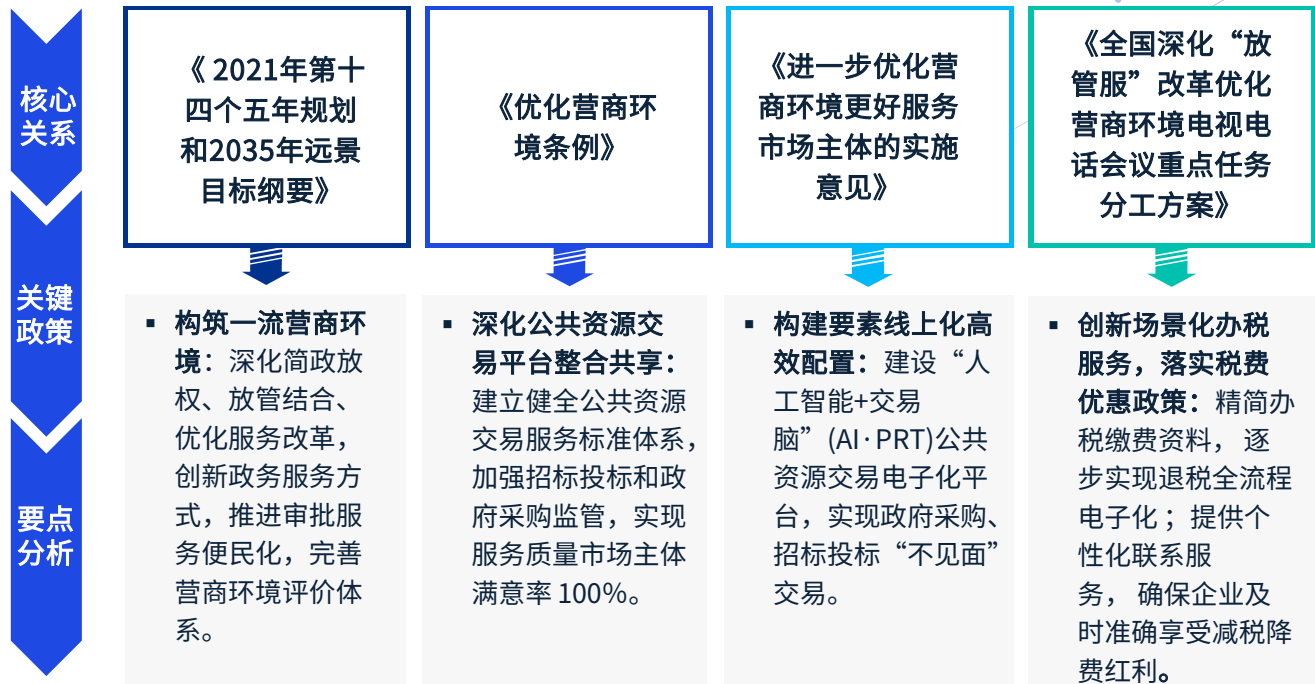 核心
关系
关键
政策
要点
分析
《 2021年第十
四个五年规划
和2035年远景
目标纲要》
《优化营商环
境条例》
《进一步优化营
商环境更好服务
市场主体的实施
意见》
《全国深化“放
管服”改革优化
营商环境电视电
话会议重点任务
分工方案》
▪ 构筑一流营商环
境：深化简政放
权、放管结合、
优化服务改革，
创新政务服务方
式，推进审批服
务便民化，完善
营商环境评价体
系。
▪ 深化公共资源交
易平台整合共享：
建立健全公共资源
交易服务标准体系，
加强招标投标和政
府采购监管，实现
服务质量市场主体
满意率 100%。
▪ 构建要素线上化高
效配置：建设“人
工智能+交易
脑”(AI·PRT)公共
资源交易电子化平
台，实现政府采购、
招标投标“不见面”
交易。
▪ 创新场景化办税
服务，落实税费
优惠政策：精简办
税缴费资料， 逐
步实现退税全流程
电子化 ；提供个
性化联系服
务， 确保企业及
时准确享受减税降
费红利。